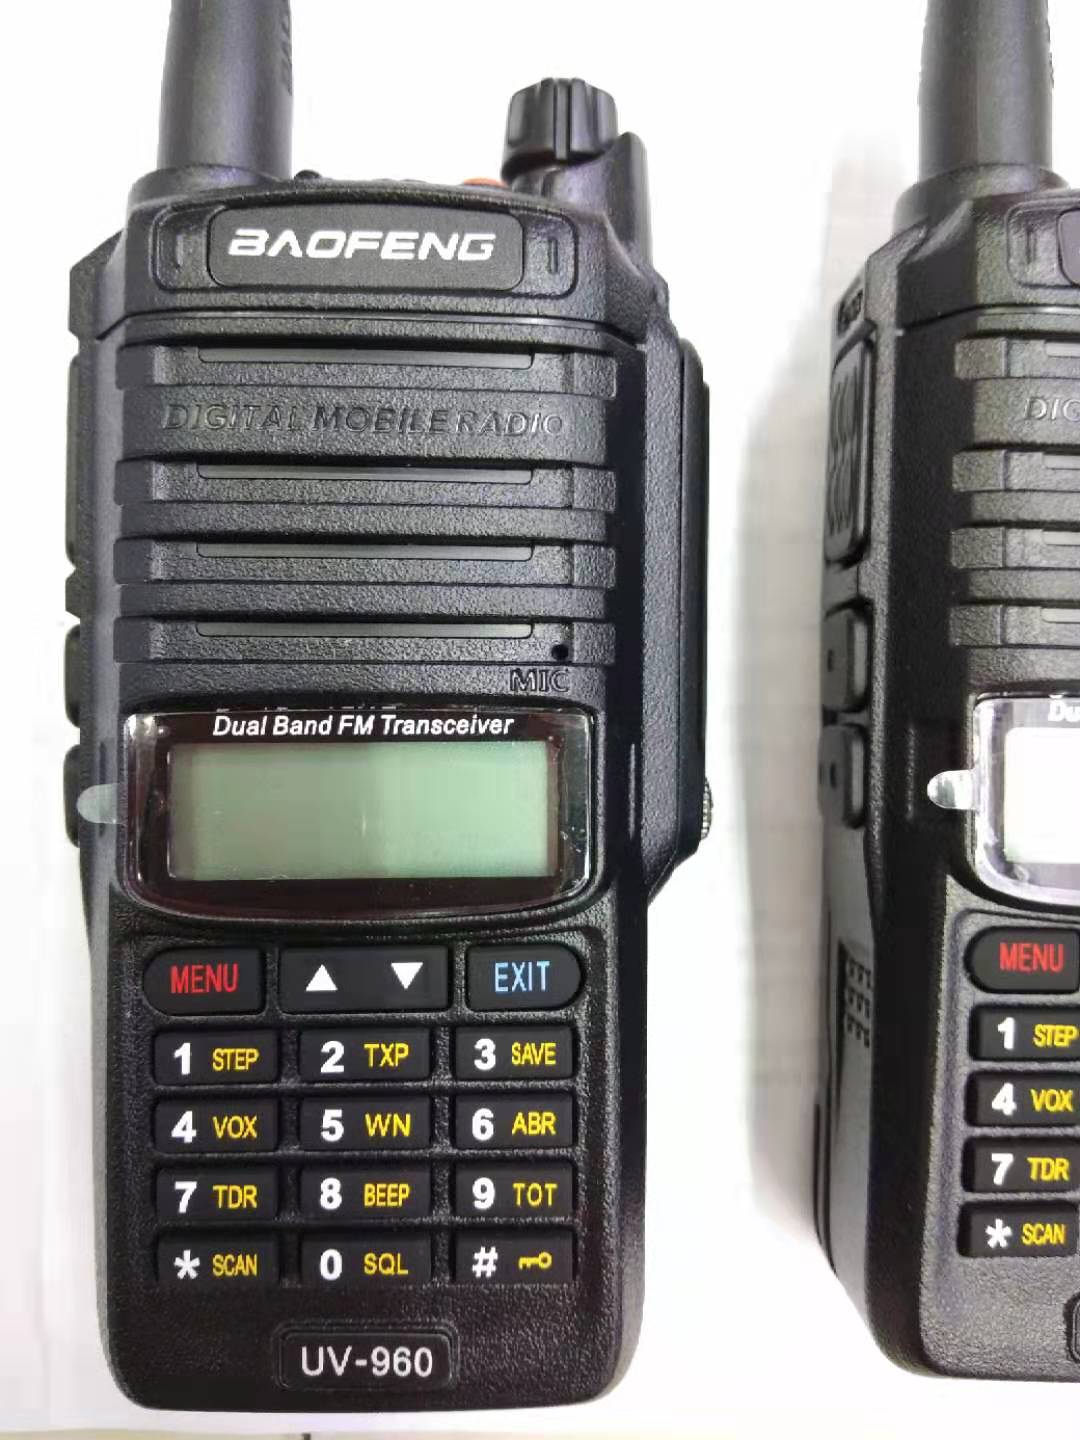 BAOFENG
DIGITAL MOBILE RADIO
MIC
Dual Band FM Transceiver
MENU ▲ ▼ EXIT
1 STEP 2 TXP 3 SAVE
4 VOX 5 WN 6 ABR
7 TDR 8 BEEP 9 TOT
* SCAN 0 SQL #
UV-960
DIG
Du
MENU
1 STEP
4 VOX
7 TDR
* SCAN